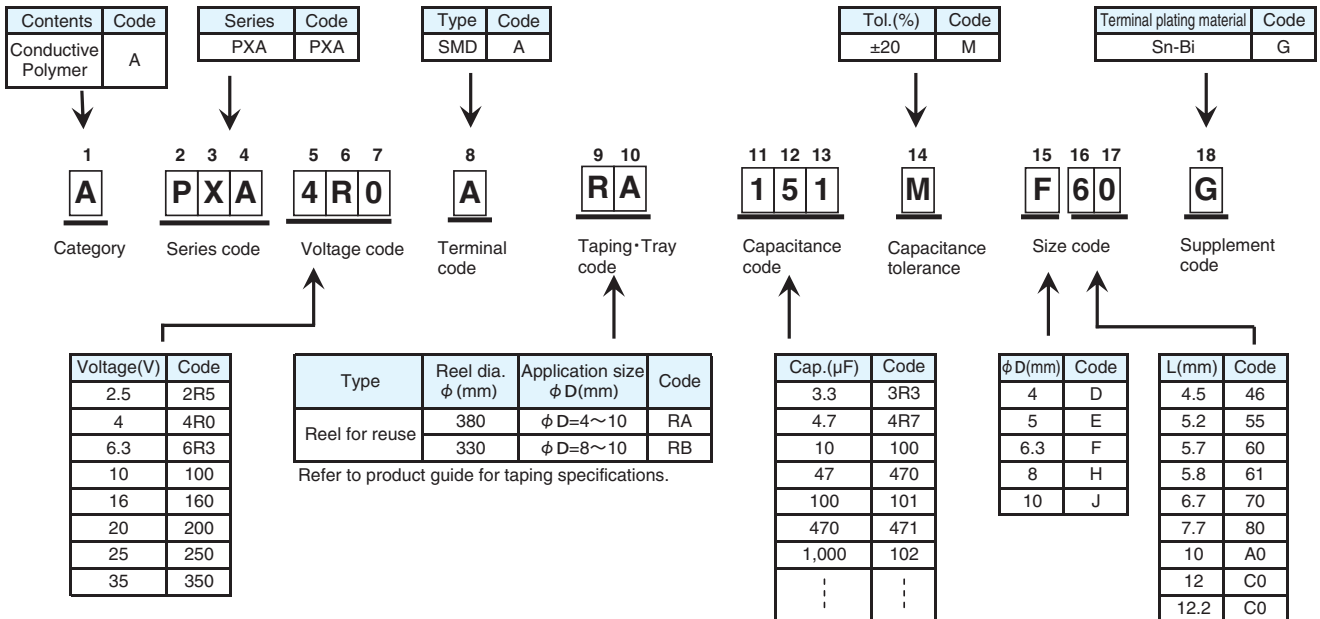 Contents Code
Conductive Polymer A
Series Code
PXA PXA
Type Code
SMD A
Tol.(%) Code
±20 M
Terminal plating material Code
Sn-Bi G
1 2 3 4 5 6 7 8 9 10 11 12 13 14 15 16 17 18
A P X A 4 R 0 A R A 1 5 1 M F 6 0 G
Category
Series code
Voltage code
Terminal
code
Taping・Tray
code
Capacitance
code
Capacitance
tolerance
Size code
Supplement
code
Voltage(V) Code
2.5 2R5
4 4R0
6.3 6R3
10 100
16 160
20 200
25 250
35 350
Type Reel dia. φ (mm) Application size φ D(mm) Code
Reel for reuse 380 φ D=4～10 RA
330 φ D=8～10 RB
Refer to product guide for taping specifications.
Cap.(μF) Code
3.3 3R3
4.7 4R7
10 100
47 470
100 101
470 471
1,000 102
φ D(mm) Code
4 D
5 E
6.3 F
8 H
10 J
L(mm) Code
4.5 46
5.2 55
5.7 60
5.8 61
6.7 70
7.7 80
10 A0
12 C0
12.2 C0